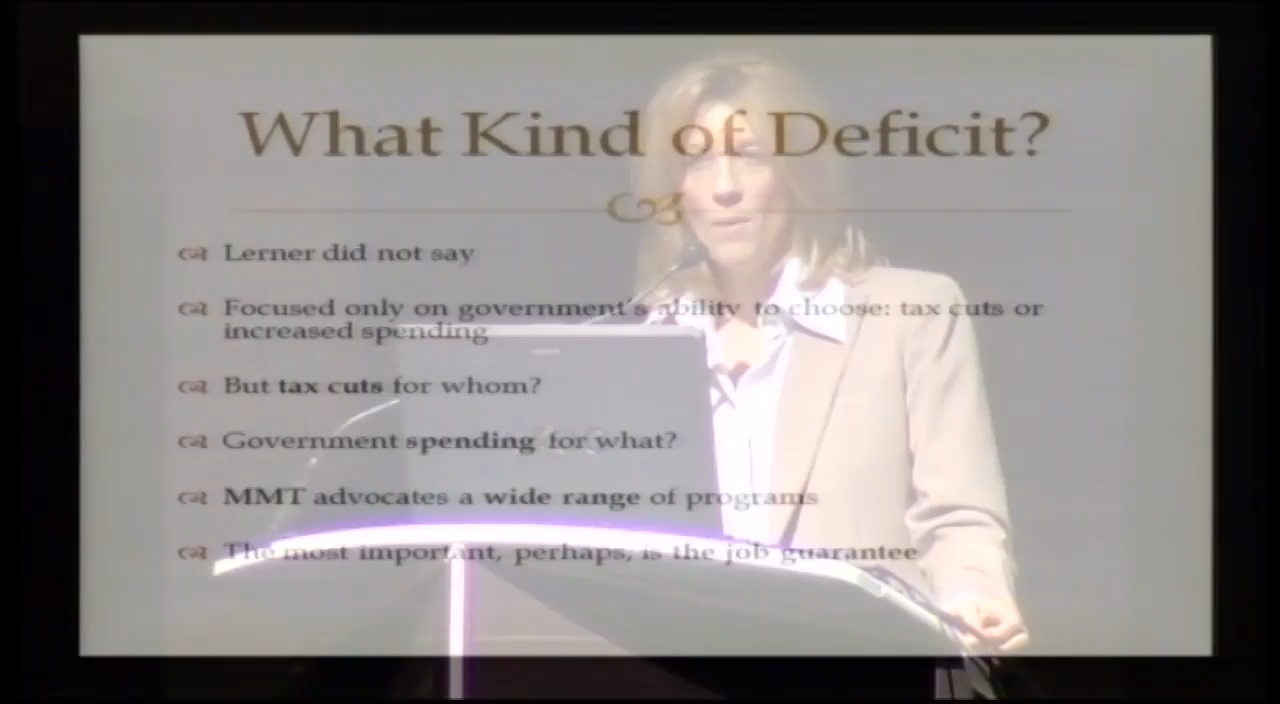 What Kind of Deficit?
Lerner did not say
Focused only on government's ability to choose: tax cuts or
increased spending
But tax cuts for whom?
Government spending for what?
MMT advocates a wide range of programs
The most important, perhaps, is the job guarantee